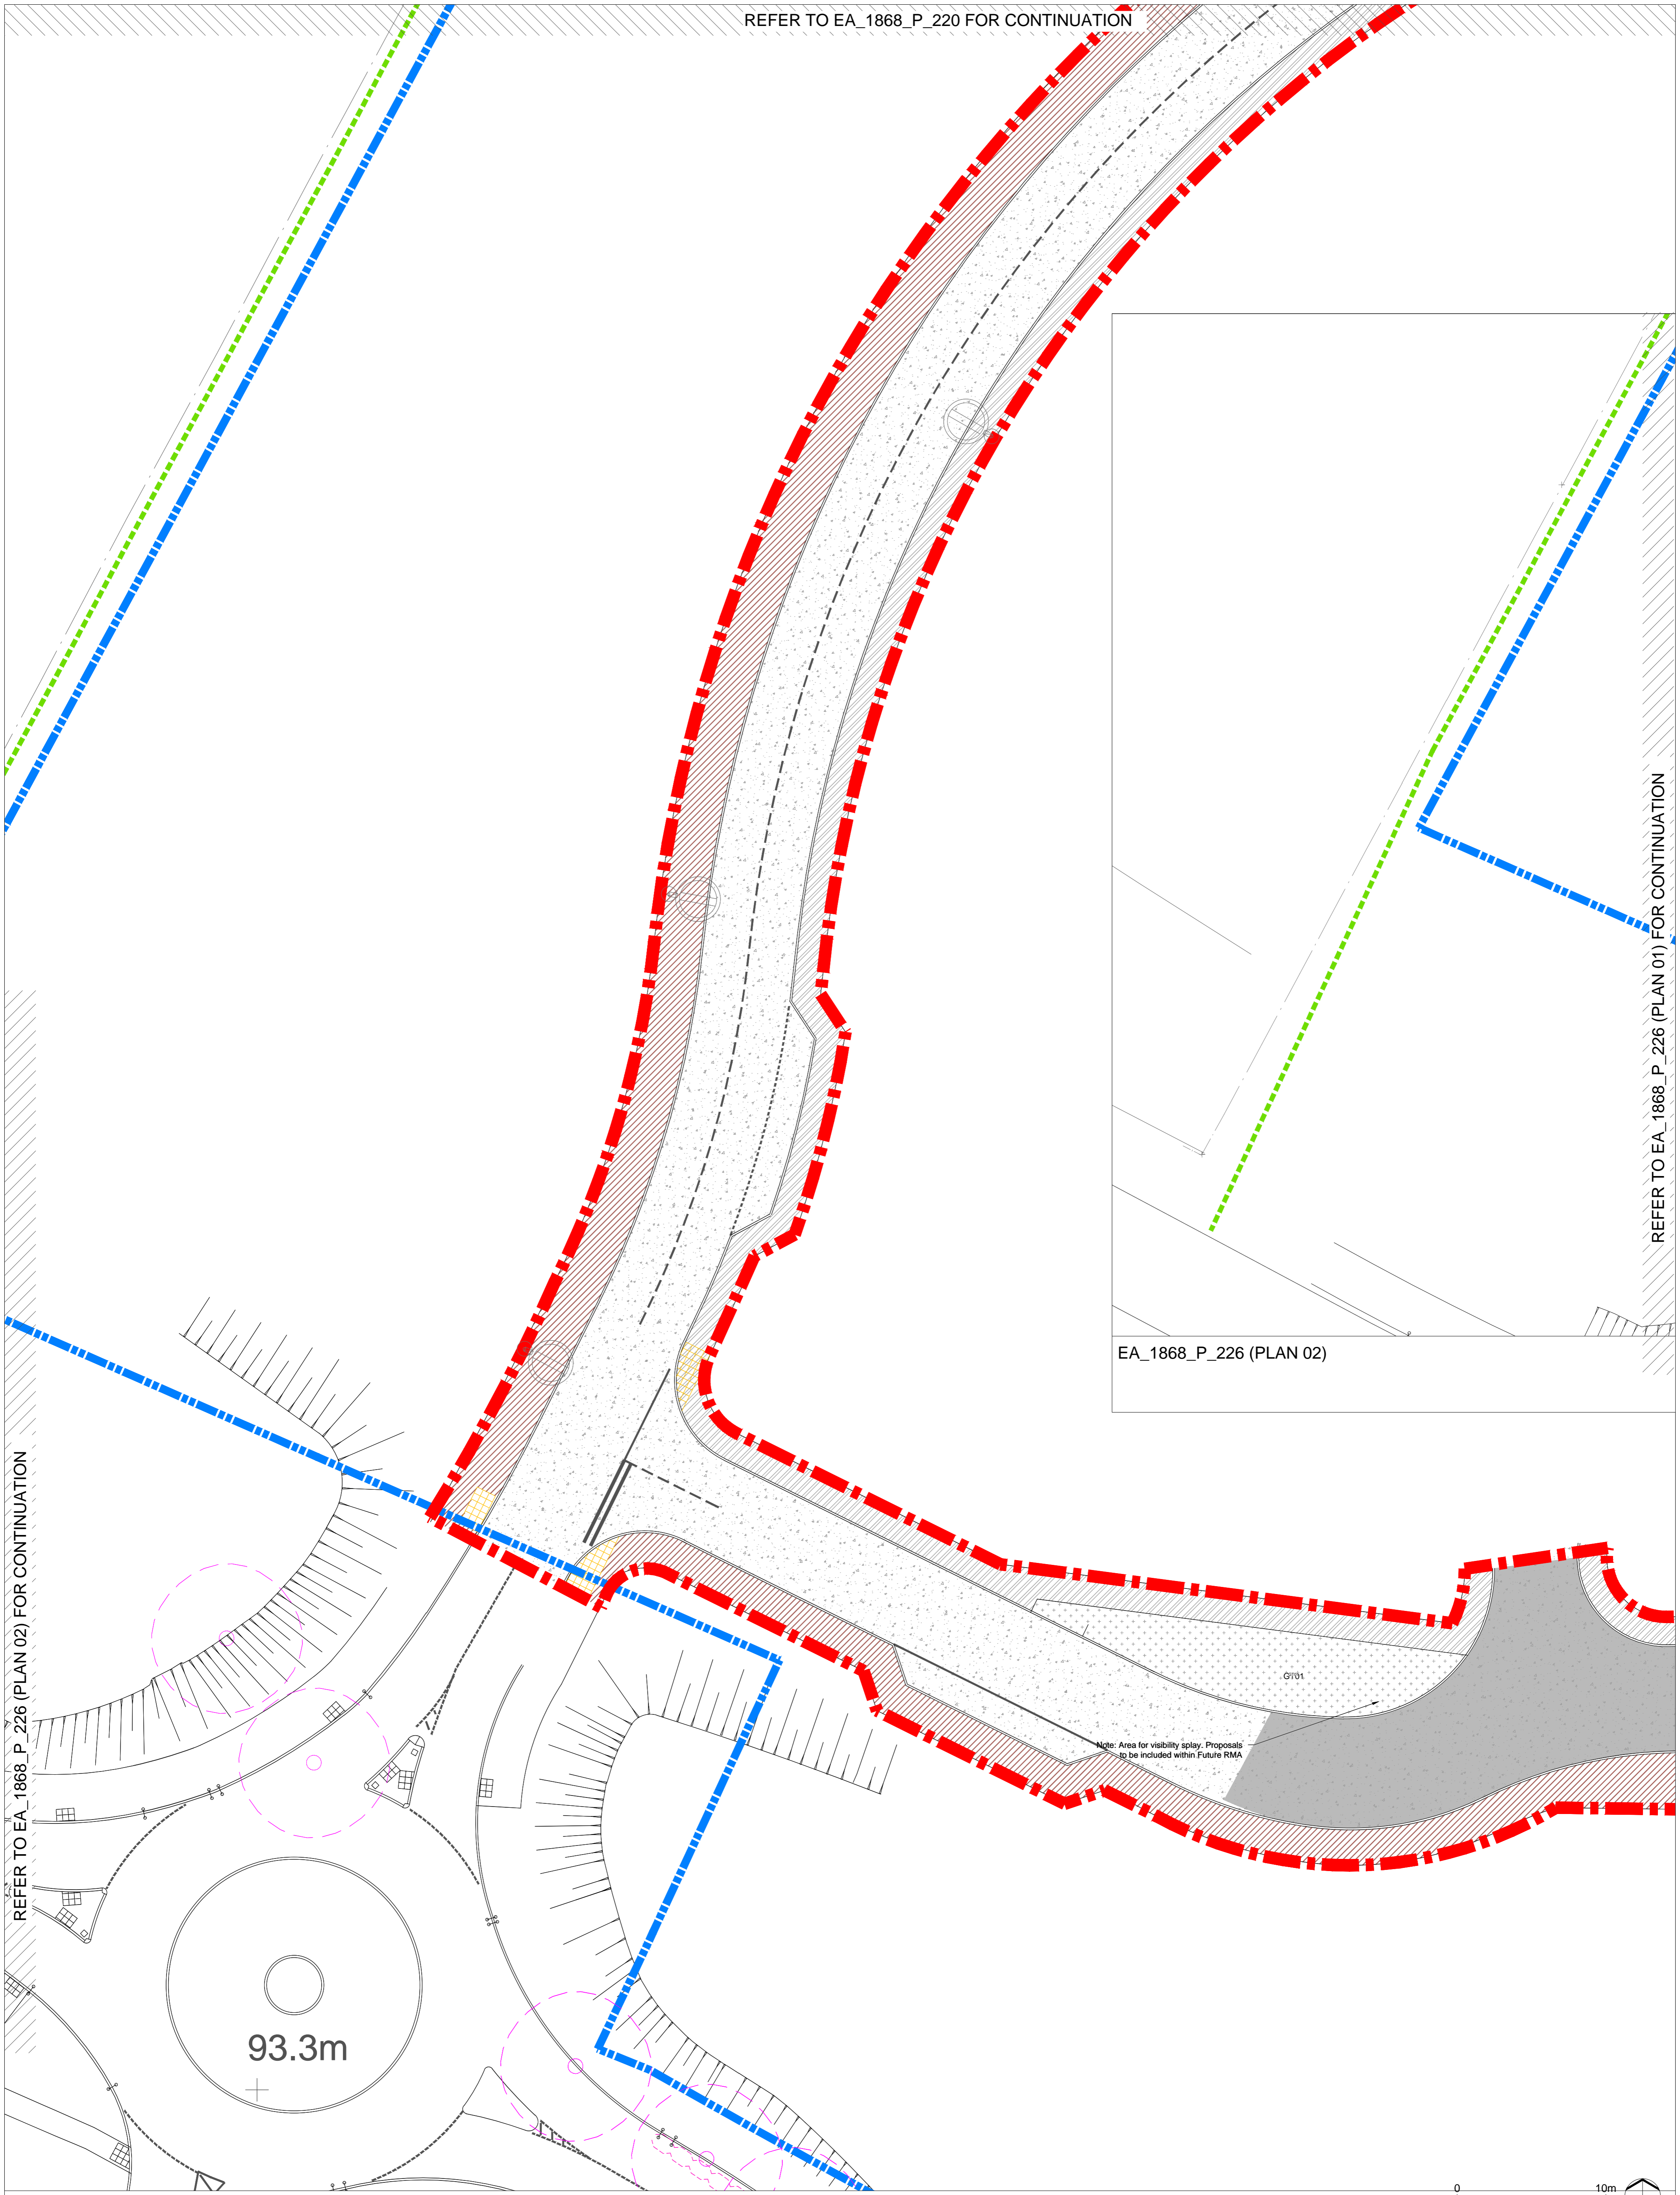 REFER TO EA_1868_P_220 FOR CONTINUATION
REFER TO EA_1868_P_226 (PLAN 01) FOR CONTINUATION
EA_1868_P_226 (PLAN 02)
REFER TO EA_1868_P_226 (PLAN 02) FOR CONTINUATION
GT01
Note: Area for visibility splay. Proposals
to be included within Future RMA
93.3m
0 10m